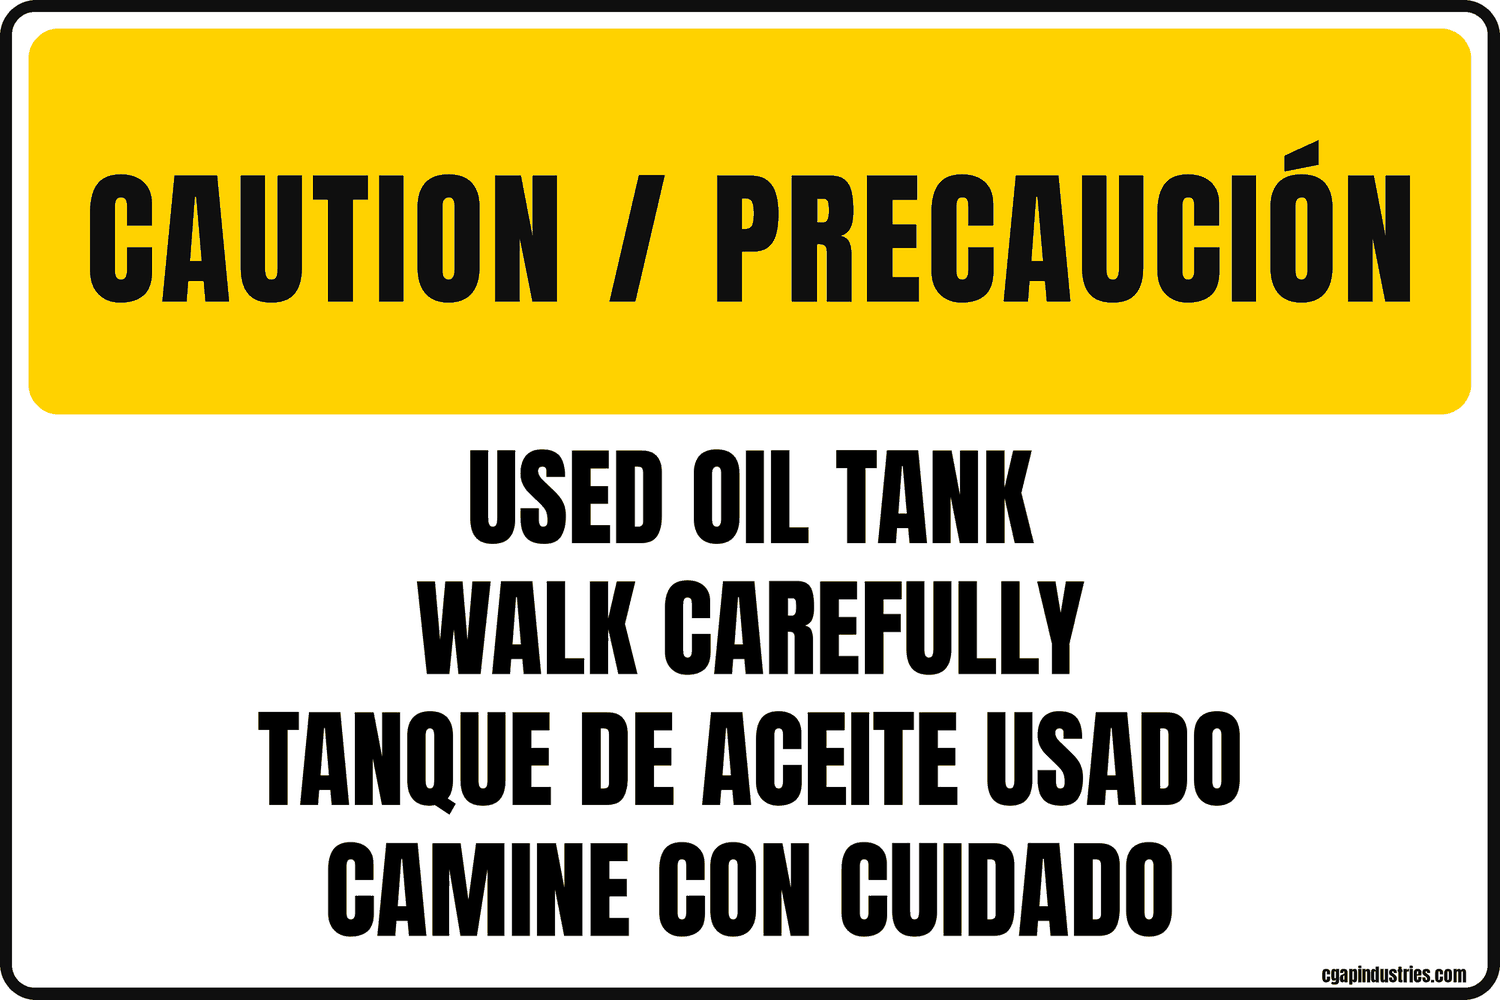 CAUTION / PRECAUCIÓN
USED OIL TANK
WALK CAREFULLY
TANQUE DE ACEITE USADO
CAMINE CON CUIDADO
cgapindustries.com